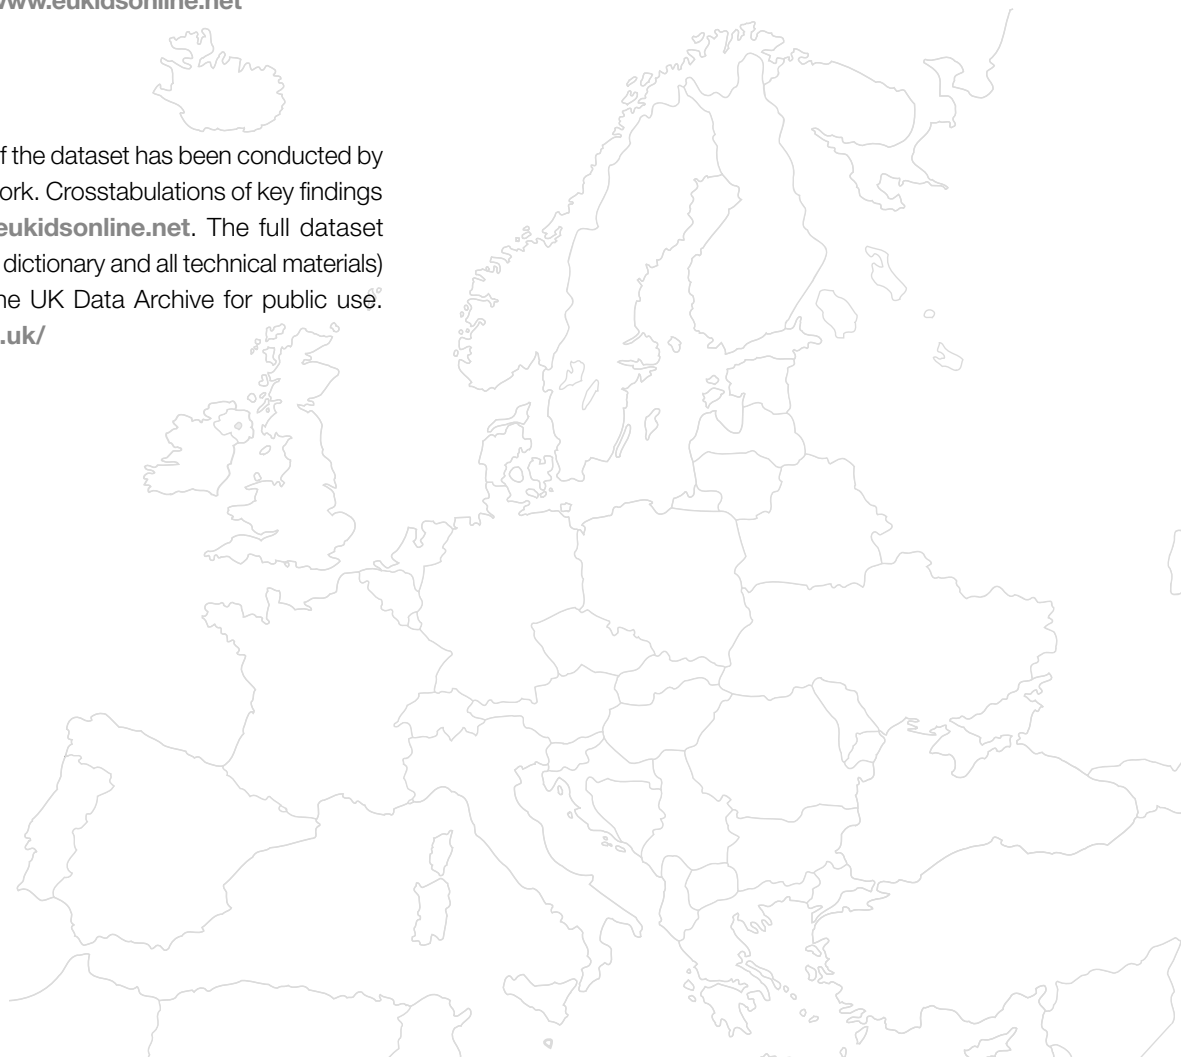 www.eukidsonline.net
f the dataset has been conducted by
ork. Crosstabulations of key findings
eukidsonline.net. The full dataset
dictionary and all technical materials)
he UK Data Archive for public use.
.uk/